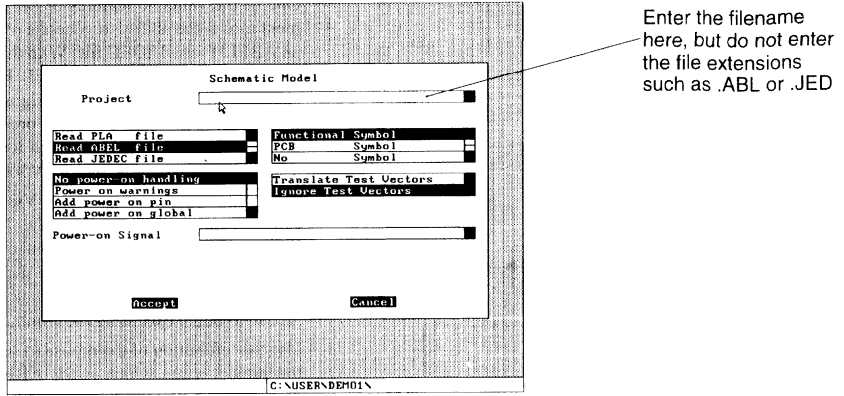 Enter the filename
here, but do not enter
the file extensions
such as .ABL or .JED
Schematic Model
Project
Read PLA file
Read ABEL file
Read JEDEC file
Functional Symbol
PCB Symbol
No Symbol
No power-on handling
Power on warnings
Add power on pin
Add power on global
Translate Test Vectors
Ignore Test Vectors
Power-on Signal
Accept
Cancel
C:\USER\DEMO1\